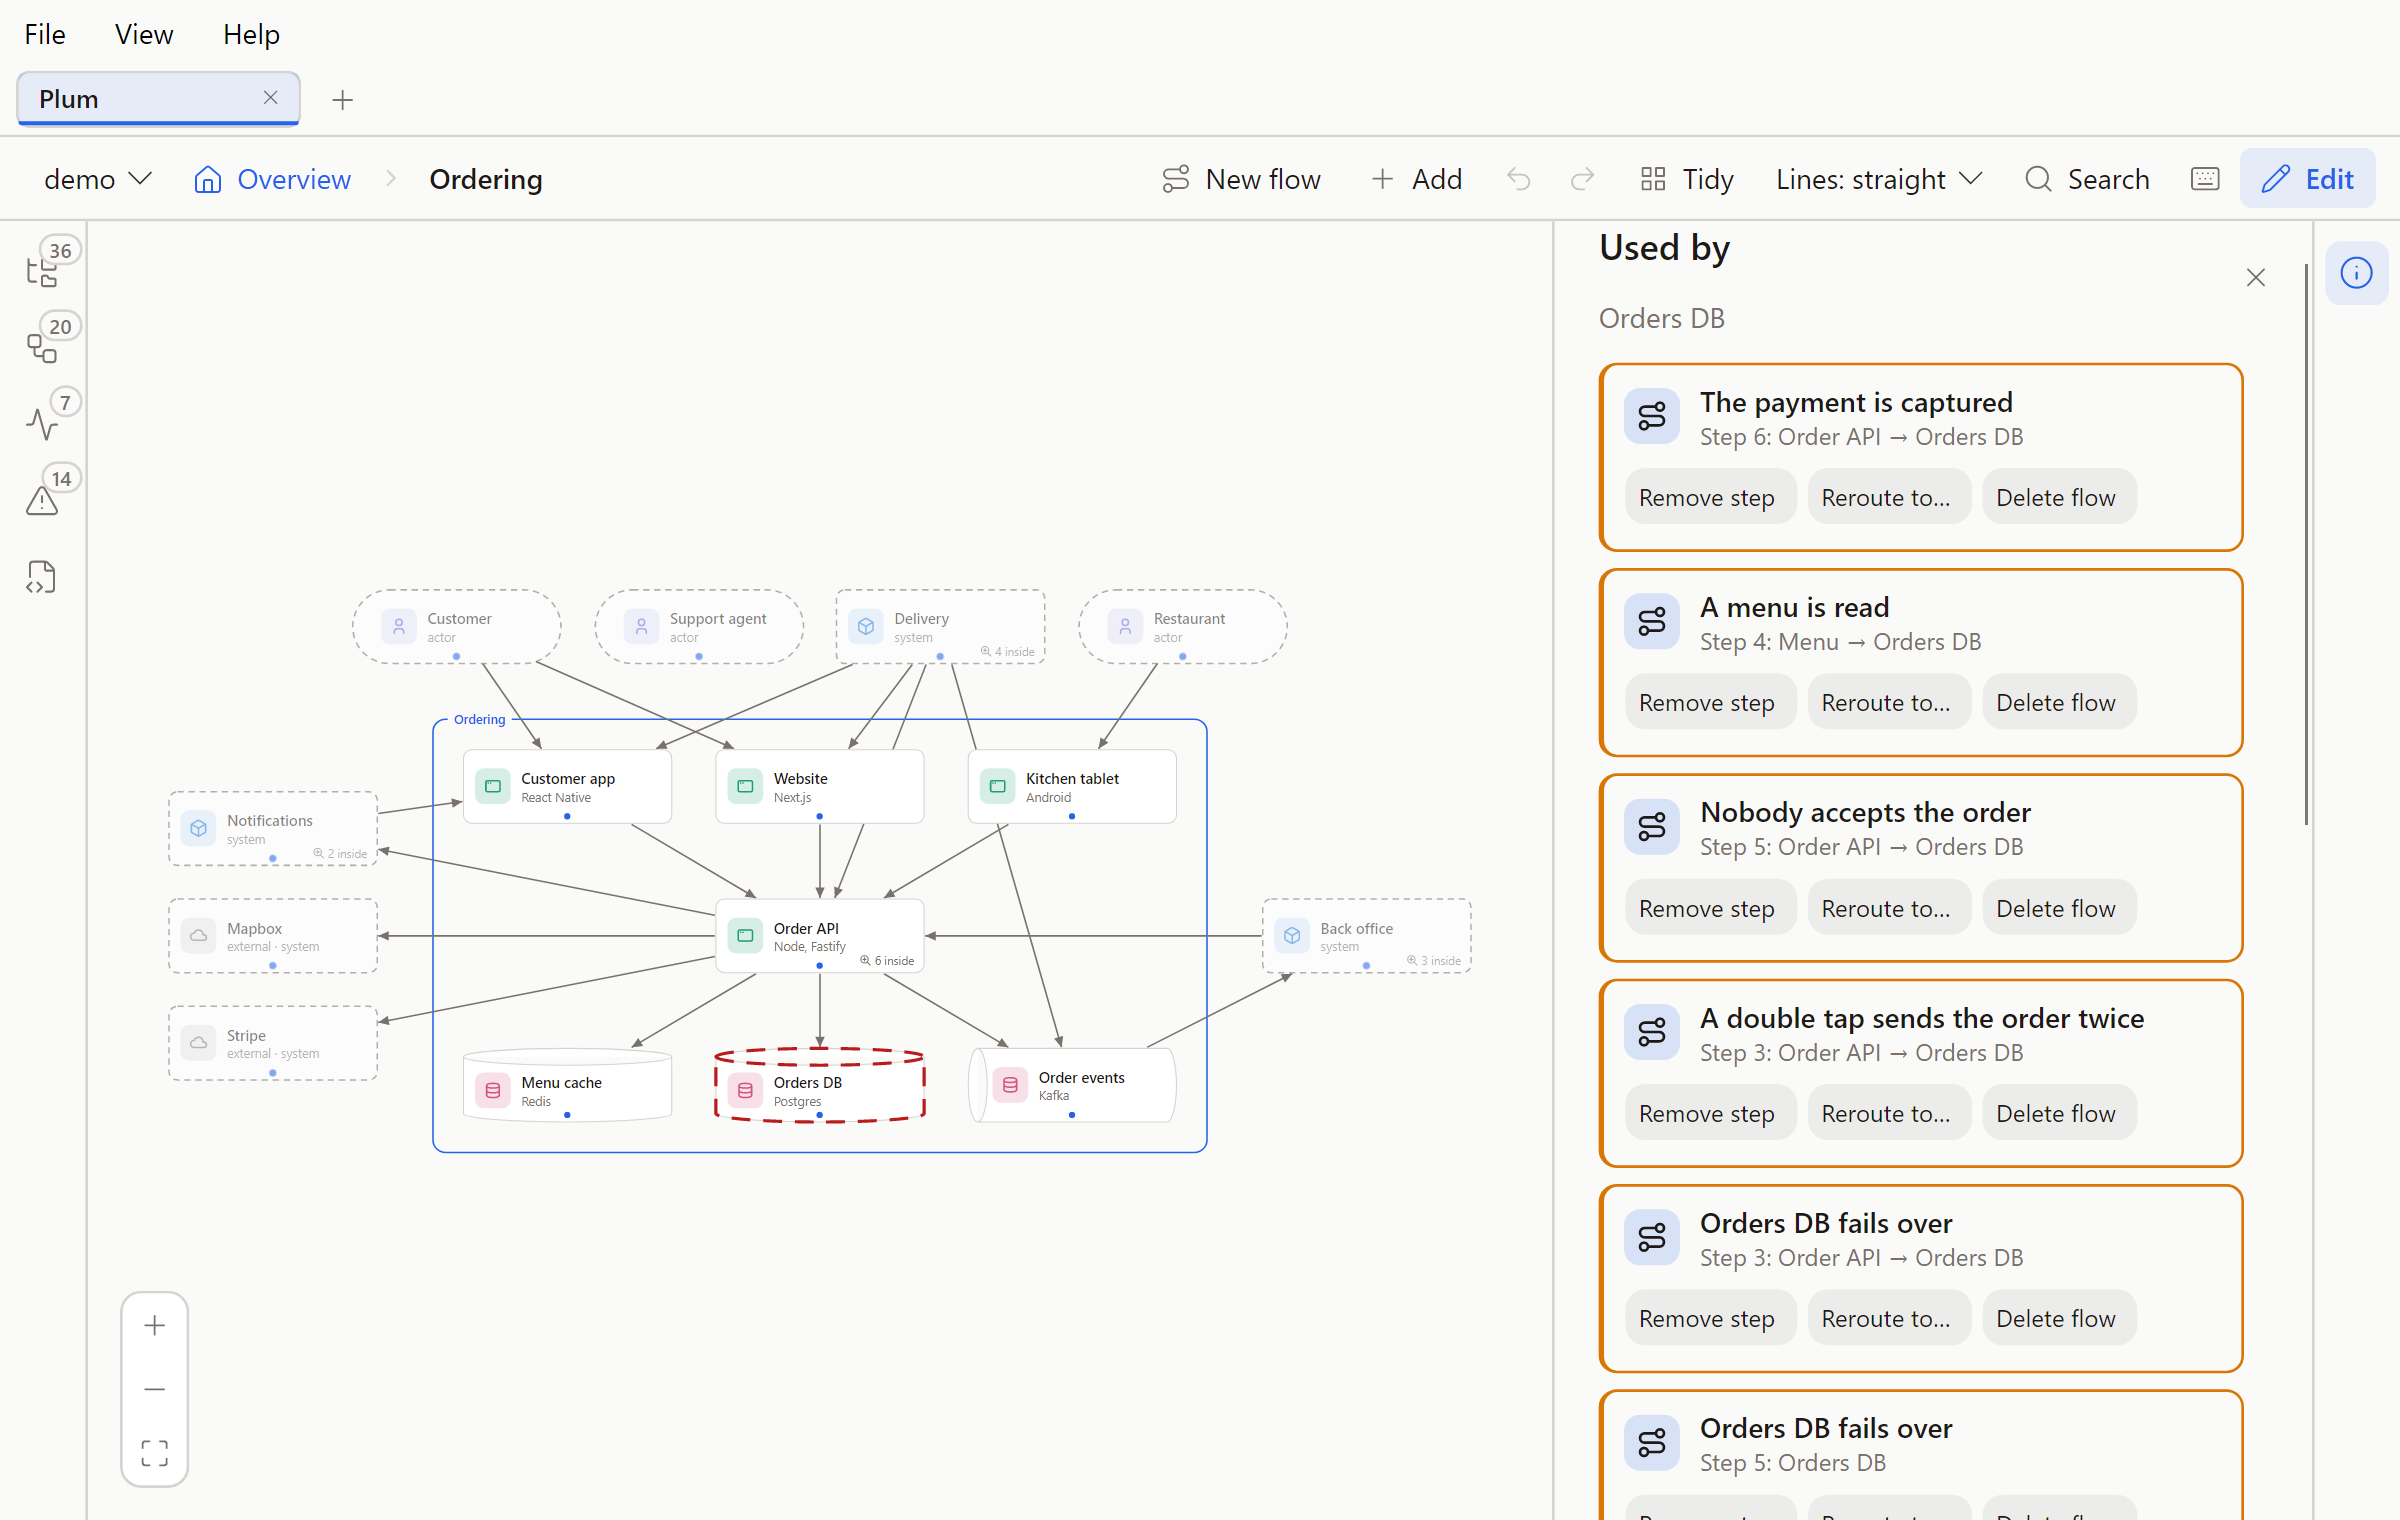 File View Help
Plum
demo Overview Ordering New flow Add Tidy Lines: straight Search Edit
36
20
7
14
Customer
actor
Support agent
actor
Delivery
system
4 inside
Restaurant
actor
Ordering
Customer app
React Native
Website
Next.js
Kitchen tablet
Android
Notifications
system
2 inside
Mapbox
external · system
Order API
Node, Fastify
6 inside
Back office
system
3 inside
Stripe
external · system
Menu cache
Redis
Orders DB
Postgres
Order events
Kafka
Used by
Orders DB
The payment is captured
Step 6: Order API → Orders DB
Remove step Reroute to... Delete flow
A menu is read
Step 4: Menu → Orders DB
Remove step Reroute to... Delete flow
Nobody accepts the order
Step 5: Order API → Orders DB
Remove step Reroute to... Delete flow
A double tap sends the order twice
Step 3: Order API → Orders DB
Remove step Reroute to... Delete flow
Orders DB fails over
Step 3: Order API → Orders DB
Remove step Reroute to... Delete flow
Orders DB fails over
Step 5: Orders DB